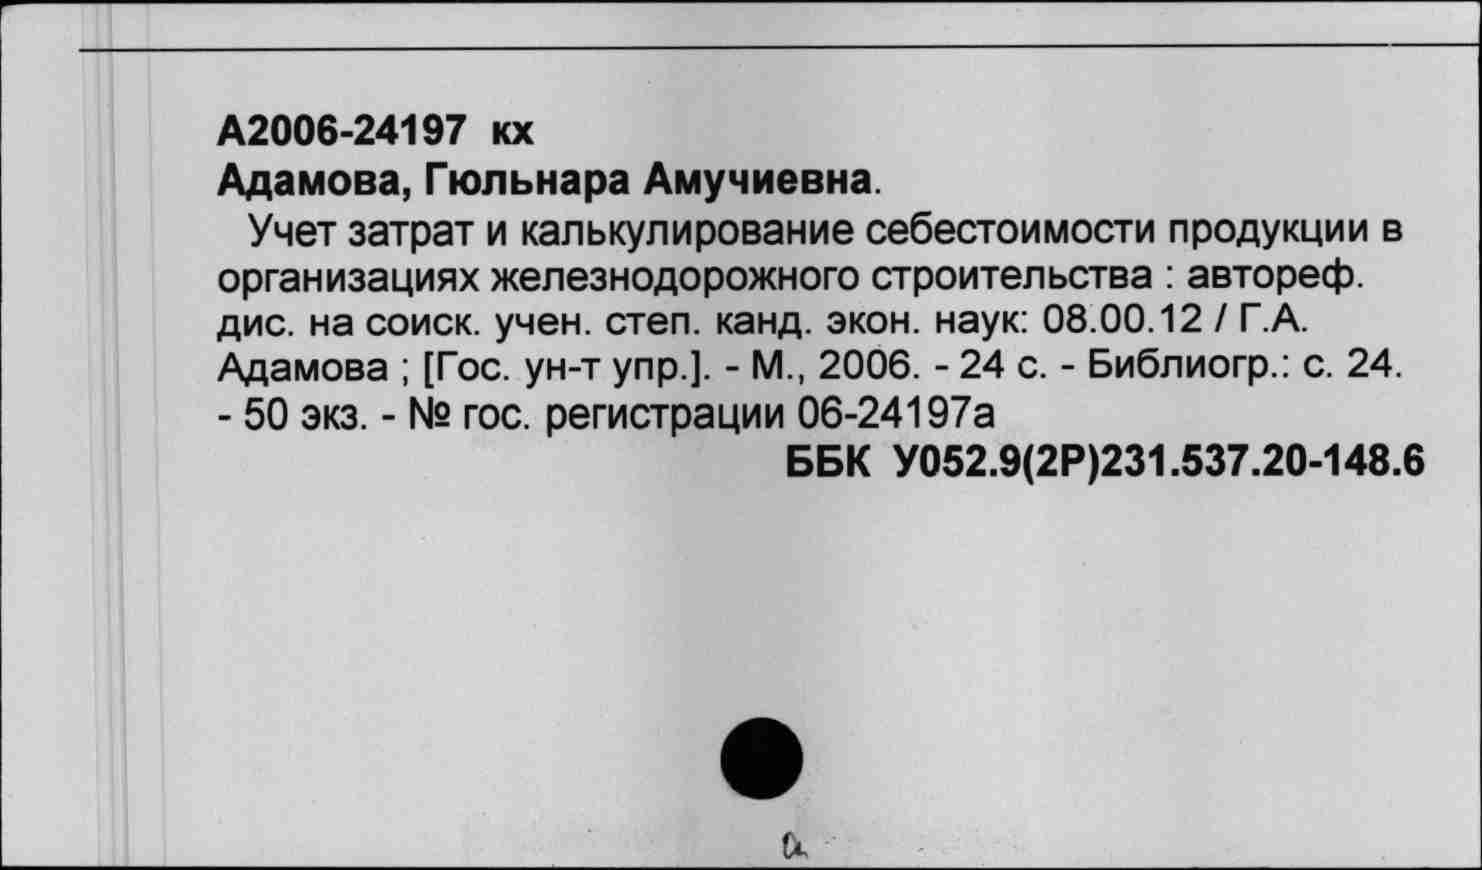 А2006-24197 кх
Адамова, Гюльнара Амучиевна.
Учет затрат и калькулирование себестоимости продукции в
организациях железнодорожного строительства : автореф.
дис. на соиск. учен. степ. канд. экон. наук: 08.00.12 / Г.А.
Адамова ; [Гос. ун-т упр.]. - М., 2006. - 24 с. - Библиогр.: с. 24.
- 50 экз. - № гос. регистрации 06-24197а
ББК У052.9(2Р)231.537.20-148.6